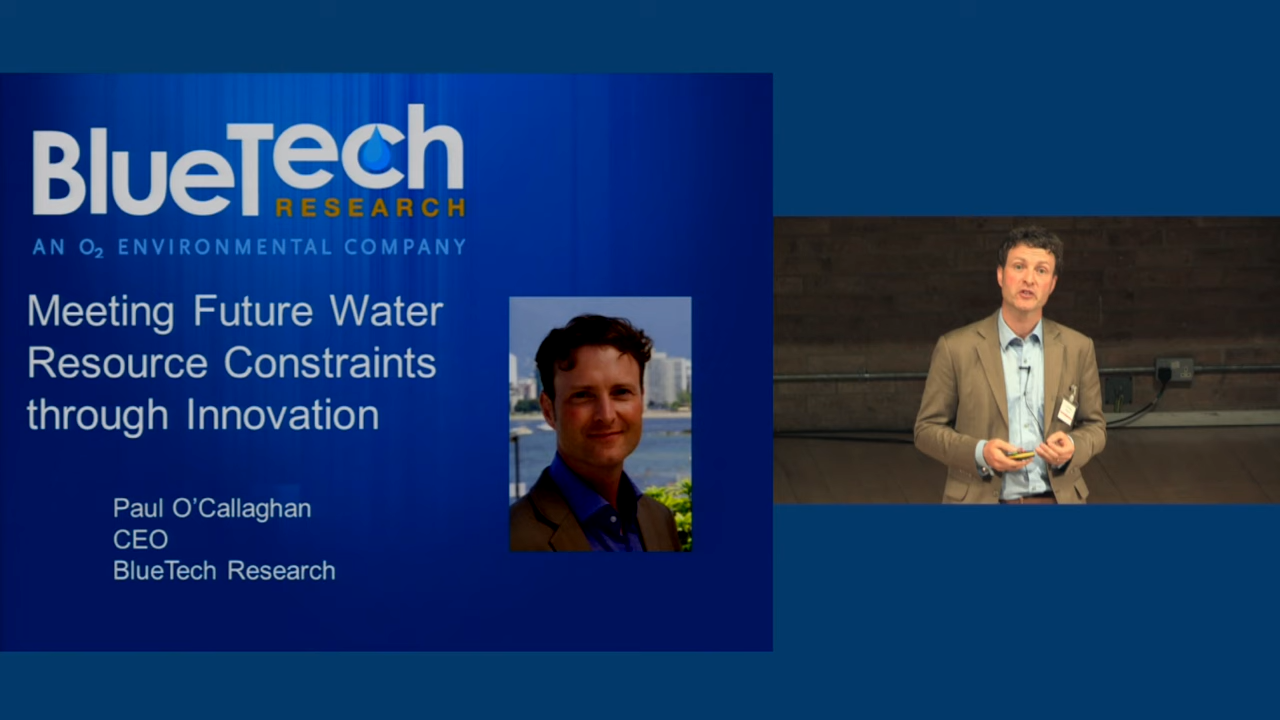 BlueTech
RESEARCH
AN O₂ ENVIRONMENTAL COMPANY
Meeting Future Water
Resource Constraints
through Innovation
Paul O'Callaghan
CEO
BlueTech Research